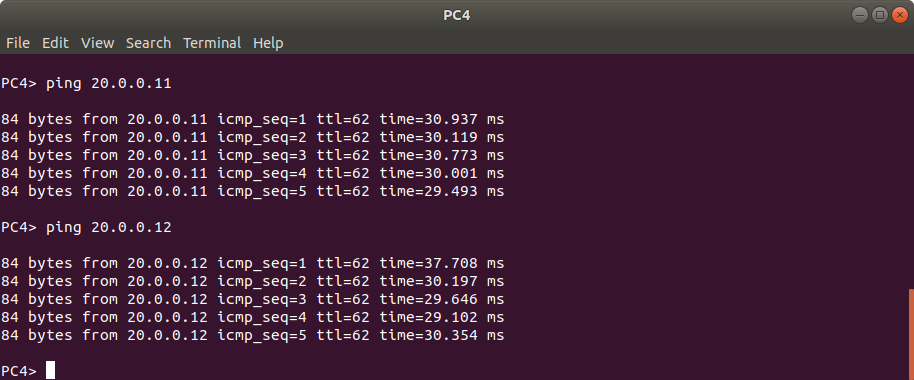 PC4
File Edit View Search Terminal Help
PC4> ping 20.0.0.11
84 bytes from 20.0.0.11 icmp_seq=1 ttl=62 time=30.937 ms
84 bytes from 20.0.0.11 icmp_seq=2 ttl=62 time=30.119 ms
84 bytes from 20.0.0.11 icmp_seq=3 ttl=62 time=30.773 ms
84 bytes from 20.0.0.11 icmp_seq=4 ttl=62 time=30.001 ms
84 bytes from 20.0.0.11 icmp_seq=5 ttl=62 time=29.493 ms
PC4> ping 20.0.0.12
84 bytes from 20.0.0.12 icmp_seq=1 ttl=62 time=37.708 ms
84 bytes from 20.0.0.12 icmp_seq=2 ttl=62 time=30.197 ms
84 bytes from 20.0.0.12 icmp_seq=3 ttl=62 time=29.646 ms
84 bytes from 20.0.0.12 icmp_seq=4 ttl=62 time=29.102 ms
84 bytes from 20.0.0.12 icmp_seq=5 ttl=62 time=30.354 ms
PC4>